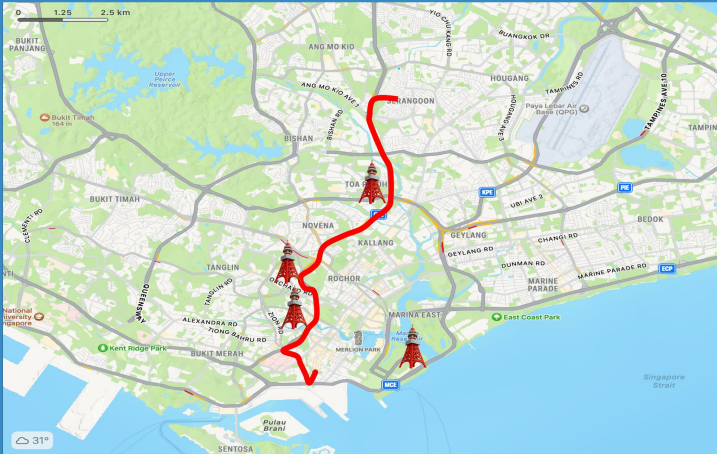 0 1.25 2.5 km
BUKIT
PANJANG
ANG MO KIO
YIO CHU KANG RD
BUANGKOK DR
Upper
Peirce
Reservoir
HOUGANG
TAMPINES RD
TAMPINES AVE 10
ANG MO KIO AVE 1
SERANGOON
Paya Lebar Air
Base (QPG)
HOUGANG AVE 3
Bukit Timah
164 m
BISHAN RD
BISHAN
TAMPIN
TOA P
KPE
PIE
BUKIT TIMAH
UBI AVE 2
CLEMENTI RD
NOVENA
BEDOK
KALLANG
GEYLANG
CHANGI RD
GEYLANG RD
TANGLIN
DUNMAN RD
ECP
ROCHOR
MARINE PARADE RD
MARINE
PARADE
TANGLIN RD
QUEENSWAY
National
niversity of
ngapore
ZION RD
MARINA EAST
East Coast Park
ALEXANDRA RD
TIONG BAHRU RD
Kent Ridge Park
BUKIT MERAH
MERLION PARK
MCE
Singapore
Strait
Pulau
Brani
31°
SENTOSA